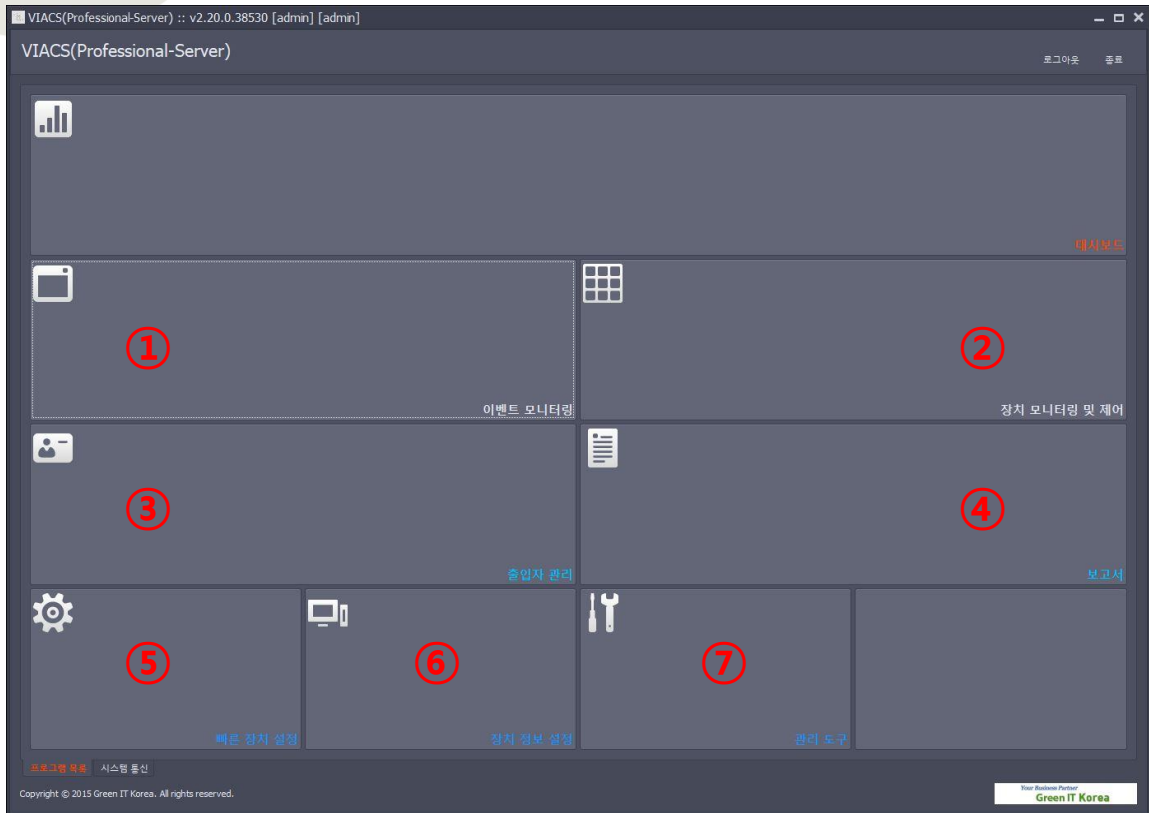 VIACS(Professional-Server) :: v2.20.0.38530 [admin] [admin]
VIACS(Professional-Server)
로그아웃 종료
대시보드
① ②
이벤트 모니터링 장치 모니터링 및 제어
③ ④
출입자 관리 보고서
⑤ ⑥ ⑦
빠른 장치 설정 장치 정보 설정 관리 도구
프로그램 목록 시스템 통신
Copyright © 2015 Green IT Korea. All rights reserved.
Your Business Partner
Green IT Korea